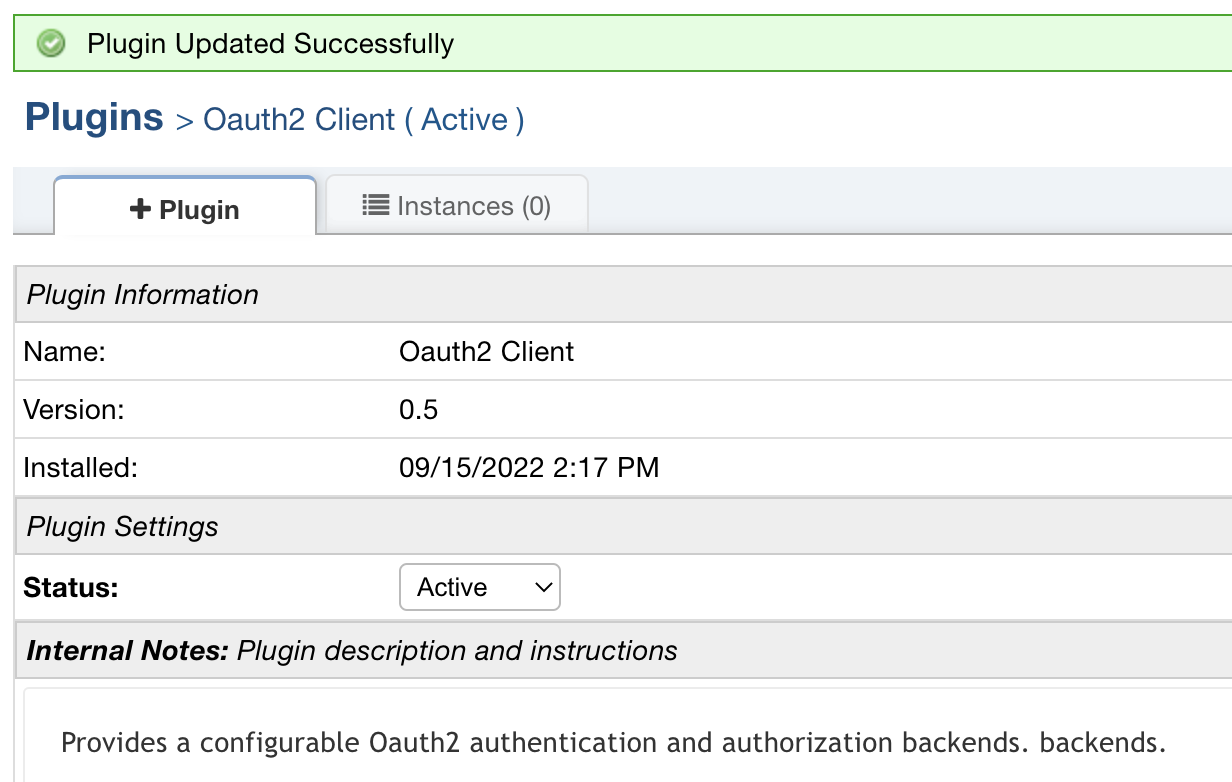 Plugin Updated Successfully
Plugins > Oauth2 Client ( Active )
Plugin
Instances (0)
Plugin Information
Name: Oauth2 Client
Version: 0.5
Installed: 09/15/2022 2:17 PM
Plugin Settings
Status: Active
Internal Notes: Plugin description and instructions
Provides a configurable Oauth2 authentication and authorization backends. backends.